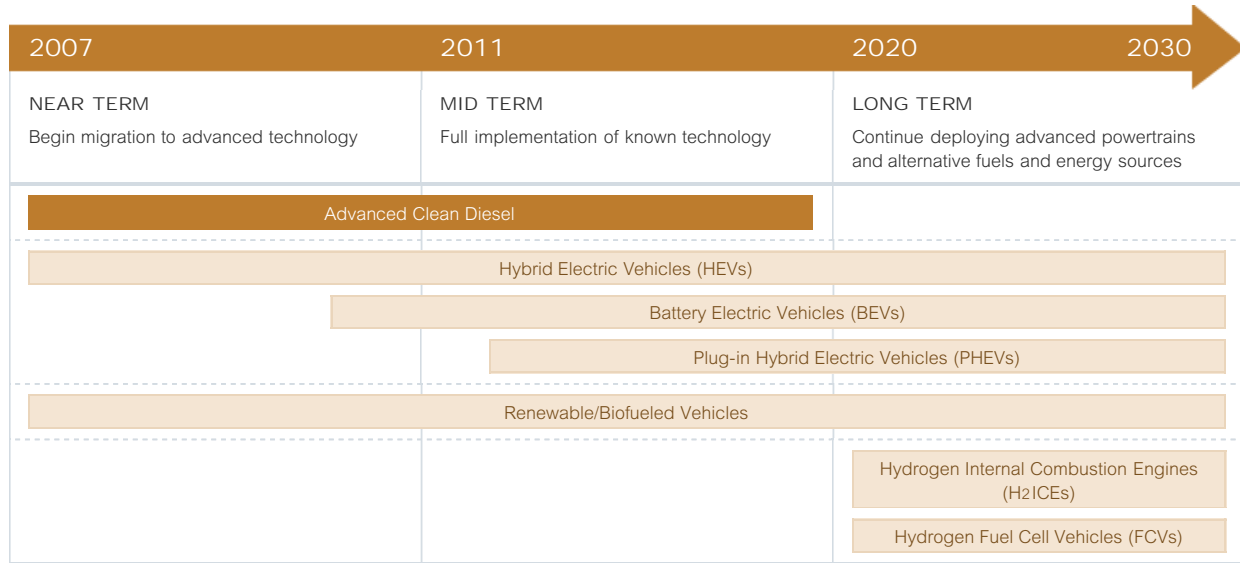 2007 2011 2020 2030
NEAR TERM
Begin migration to advanced technology
MID TERM
Full implementation of known technology
LONG TERM
Continue deploying advanced powertrains
and alternative fuels and energy sources
Advanced Clean Diesel
Hybrid Electric Vehicles (HEVs)
Battery Electric Vehicles (BEVs)
Plug-in Hybrid Electric Vehicles (PHEVs)
Renewable/Biofueled Vehicles
Hydrogen Internal Combustion Engines
(H2ICEs)
Hydrogen Fuel Cell Vehicles (FCVs)